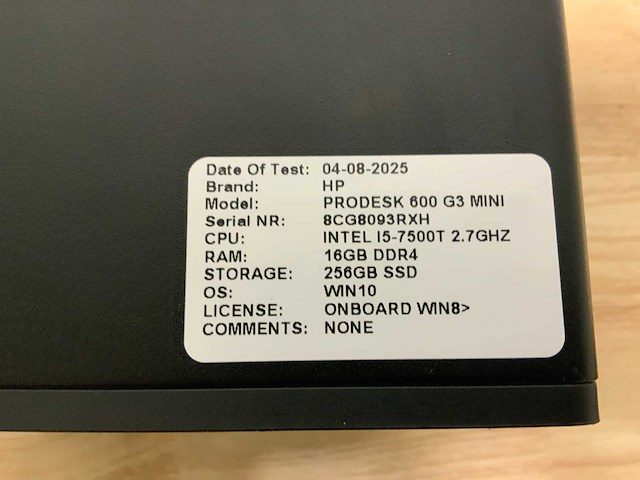 Date Of Test: 04-08-2025
Brand: HP
Model: PRODESK 600 G3 MINI
Serial NR: 8CG8093RXH
CPU: INTEL I5-7500T 2.7GHZ
RAM: 16GB DDR4
STORAGE: 256GB SSD
OS: WIN10
LICENSE: ONBOARD WIN8>
COMMENTS: NONE